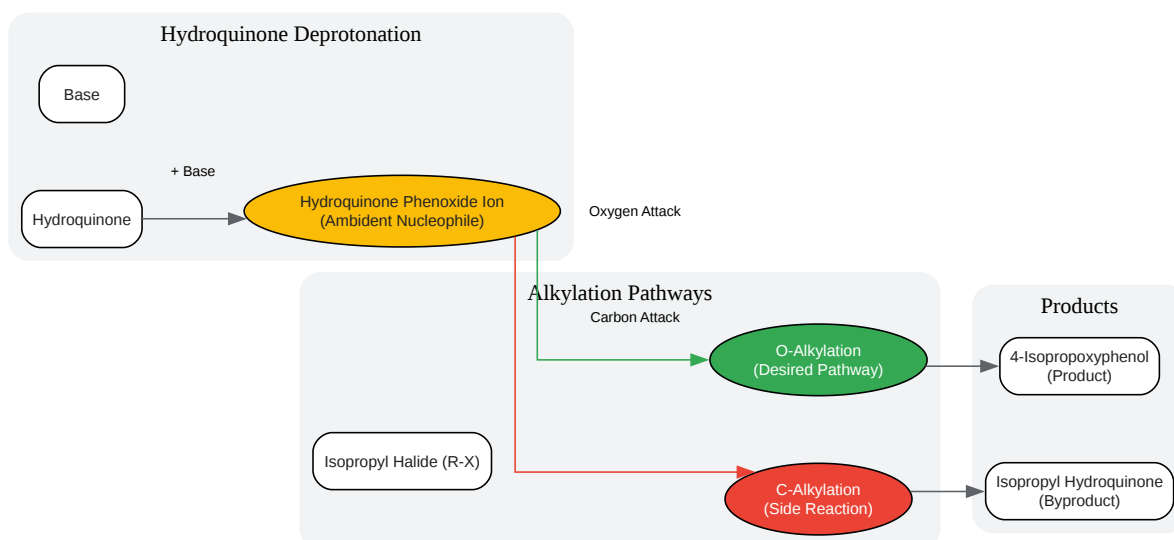 Hydroquinone Deprotonation
Base
+ Base
Hydroquinone
Hydroquinone Phenoxide Ion
(Ambident Nucleophile)
Oxygen Attack
Alkylation Pathways
Carbon Attack
O-Alkylation
(Desired Pathway)
Isopropyl Halide (R-X)
C-Alkylation
(Side Reaction)
Products
4-Isopropoxyphenol
(Product)
Isopropyl Hydroquinone
(Byproduct)